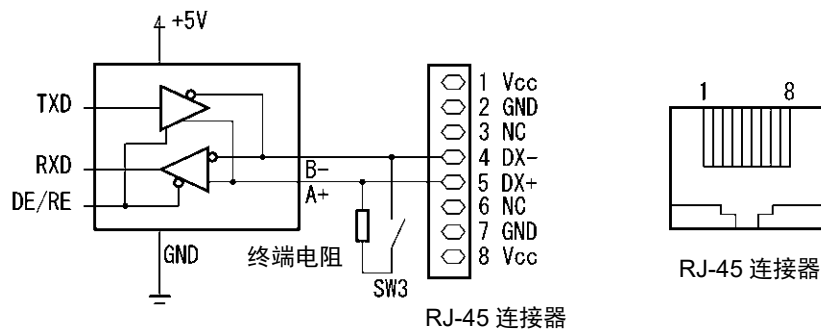 +5V
TXD
RXD
DE/RE
GND
B-
A+
终端电阻
SW3
1 Vcc
2 GND
3 NC
4 DX-
5 DX+
6 NC
7 GND
8 Vcc
RJ-45 连接器
1 8
RJ-45 连接器